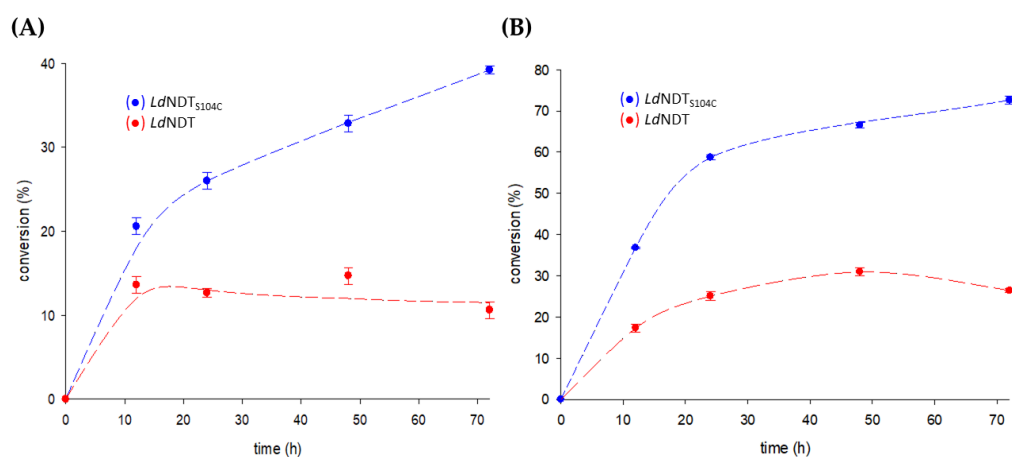 (A)
40
30
20
10
0
conversion (%)
( ) LdNDTS104C
( ) LdNDT
0 10 20 30 40 50 60 70
time (h)
(B)
80
70
60
50
40
30
20
10
0
conversion (%)
( ) LdNDTS104C
( ) LdNDT
0 10 20 30 40 50 60 70
time (h)